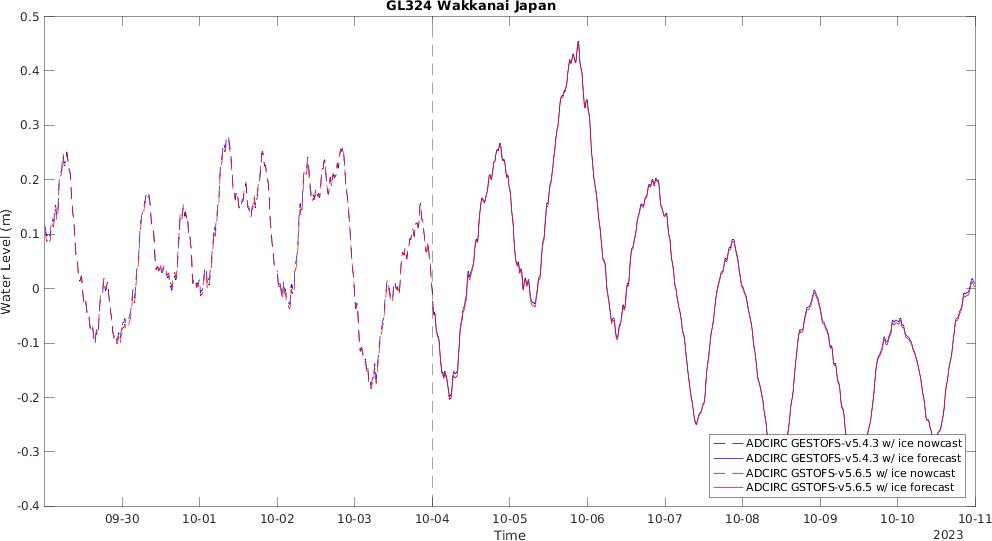 GL324 Wakkanai Japan
0.5
0.4
0.3
0.2
0.1
0
-0.1
-0.2
-0.3
-0.4
Water Level (m)
ADCIRC GESTOFS-v5.4.3 w/ ice nowcast
ADCIRC GESTOFS-v5.4.3 w/ ice forecast
ADCIRC GSTOFS-v5.6.5 w/ ice nowcast
ADCIRC GSTOFS-v5.6.5 w/ ice forecast
09-30 10-01 10-02 10-03 10-04 10-05 10-06 10-07 10-08 10-09 10-10 10-11
Time
2023